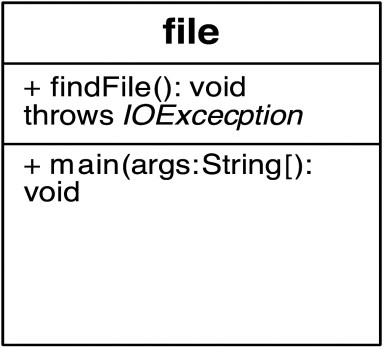 file
+ findFile(): void
throws IOExcecption
+ main(args:String[):
void